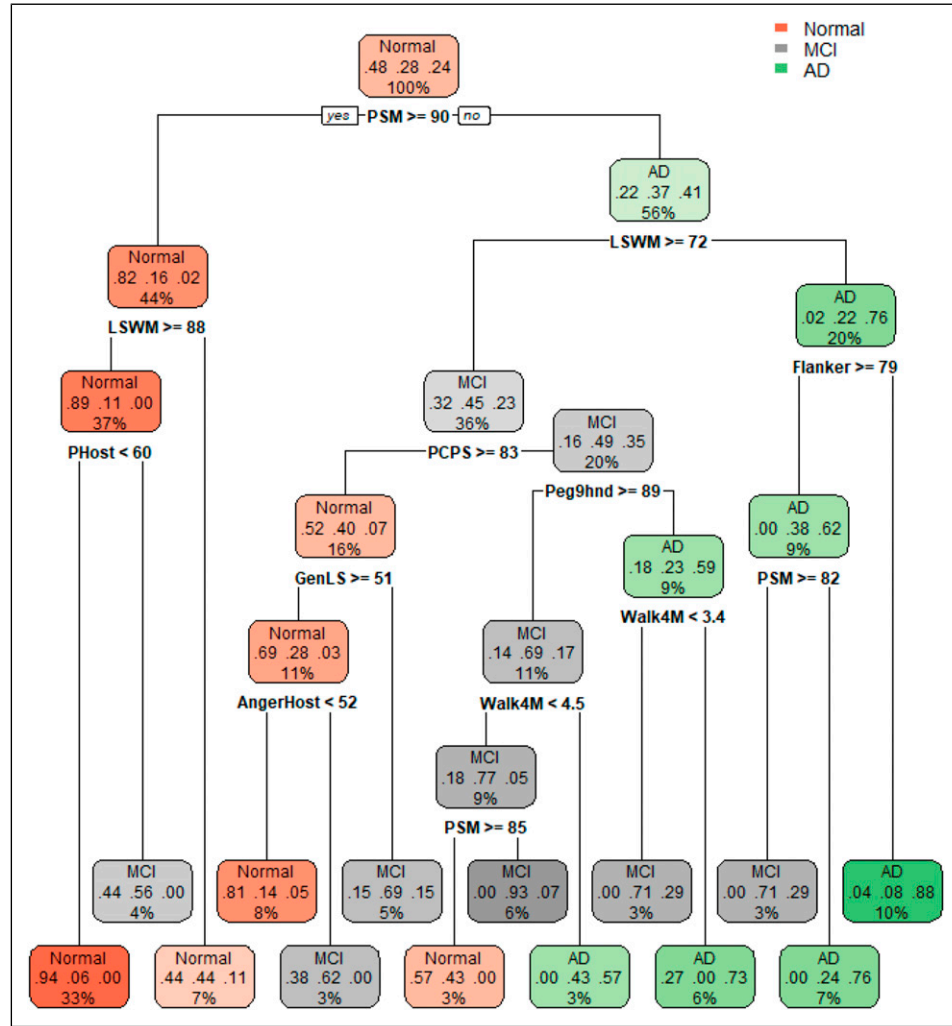 Normal
MCI
AD
Normal
.48 .28 .24
100%
yes PSM >= 90 no
AD
.22 .37 .41
56%
LSWM >= 72
Normal
.82 .16 .02
44%
LSWM >= 88
AD
.02 .22 .76
20%
Flanker >= 79
Normal
.89 .11 .00
37%
PHost < 60
MCI
.32 .45 .23
36%
PCPS >= 83
MCI
.16 .49 .35
20%
Peg9hnd >= 89
Normal
.52 .40 .07
16%
GenLS >= 51
AD
.00 .38 .62
9%
PSM >= 82
AD
.18 .23 .59
9%
Walk4M < 3.4
Normal
.69 .28 .03
11%
AngerHost < 52
MCI
.14 .69 .17
11%
Walk4M < 4.5
MCI
.18 .77 .05
9%
PSM >= 85
MCI
.44 .56 .00
4%
Normal
.81 .14 .05
8%
MCI
.15 .69 .15
5%
MCI
.00 .93 .07
6%
MCI
.00 .71 .29
3%
MCI
.00 .71 .29
3%
AD
.04 .08 .88
10%
Normal
.94 .06 .00
33%
Normal
.44 .44 .11
7%
MCI
.38 .62 .00
3%
Normal
.57 .43 .00
3%
AD
.00 .43 .57
3%
AD
.27 .00 .73
6%
AD
.00 .24 .76
7%